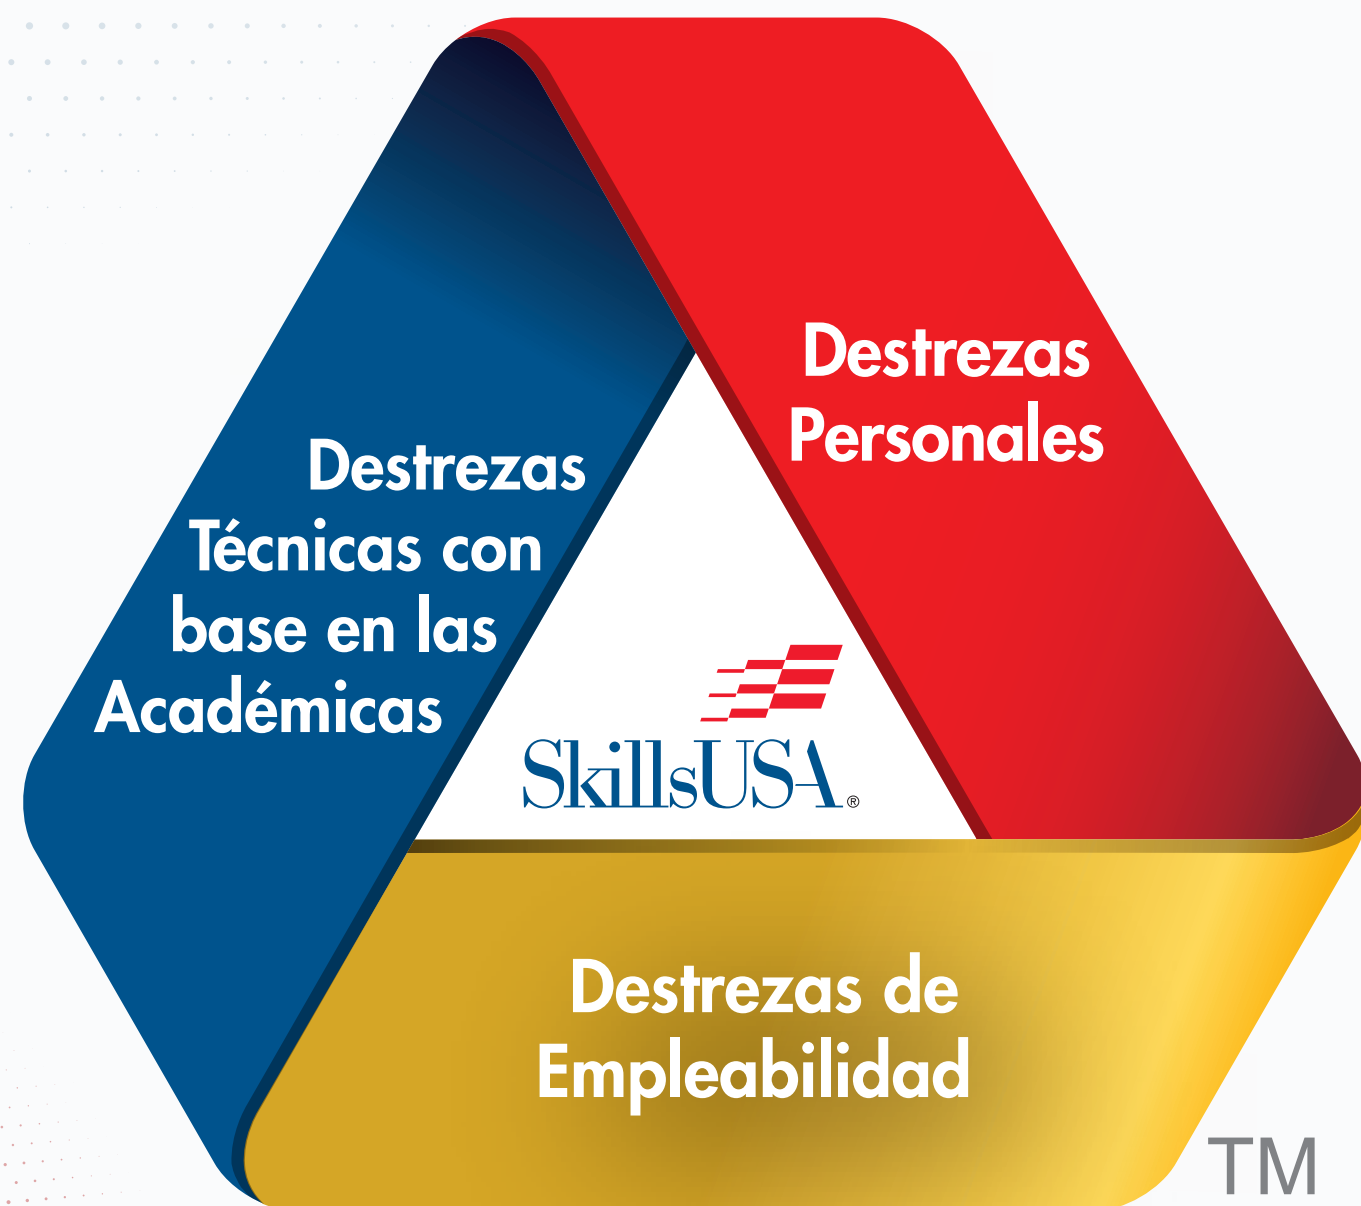 Destrezas
Personales
Destrezas
Técnicas con
base en las
Académicas
SkillsUSA®
Destrezas de
Empleabilidad
TM